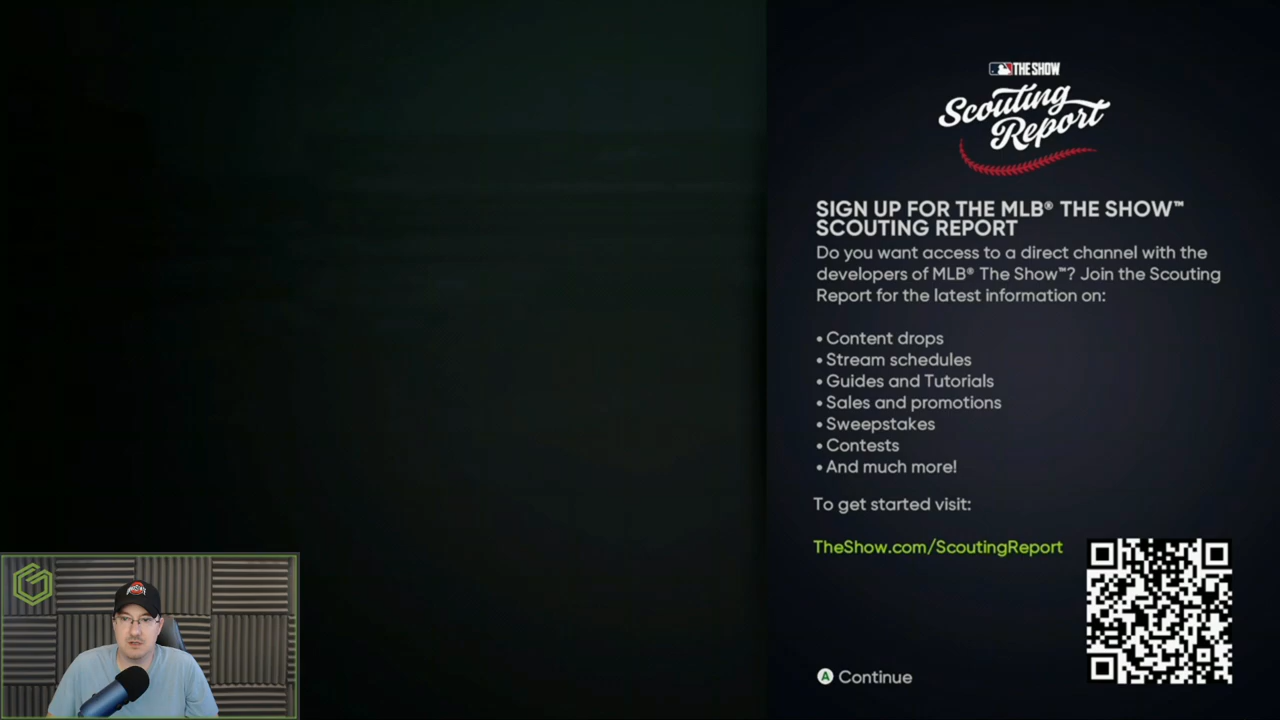 THE SHOW
Scouting
Report
SIGN UP FOR THE MLB® THE SHOW™
SCOUTING REPORT
Do you want access to a direct channel with the
developers of MLB® The Show™? Join the Scouting
Report for the latest information on:
• Content drops
• Stream schedules
• Guides and Tutorials
• Sales and promotions
• Sweepstakes
• Contests
• And much more!
To get started visit:
TheShow.com/ScoutingReport
A Continue